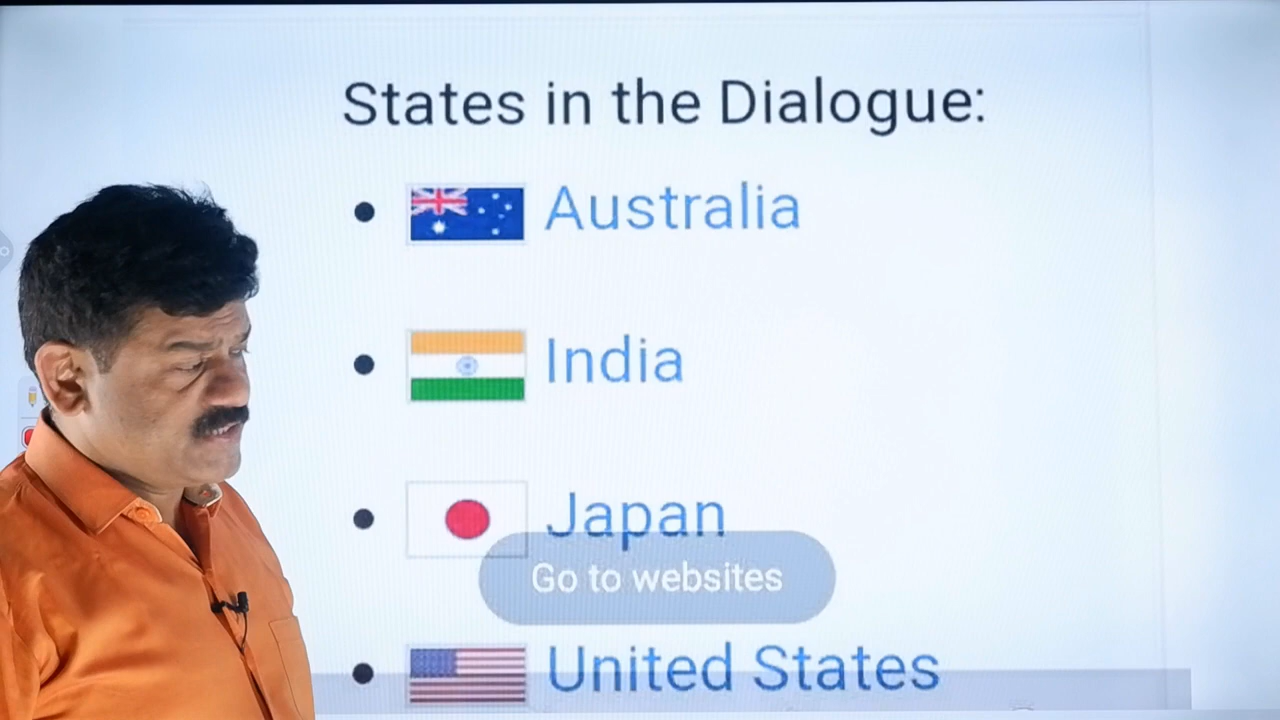 States in the Dialogue:
Australia
India
Japan
Go to websites
United States